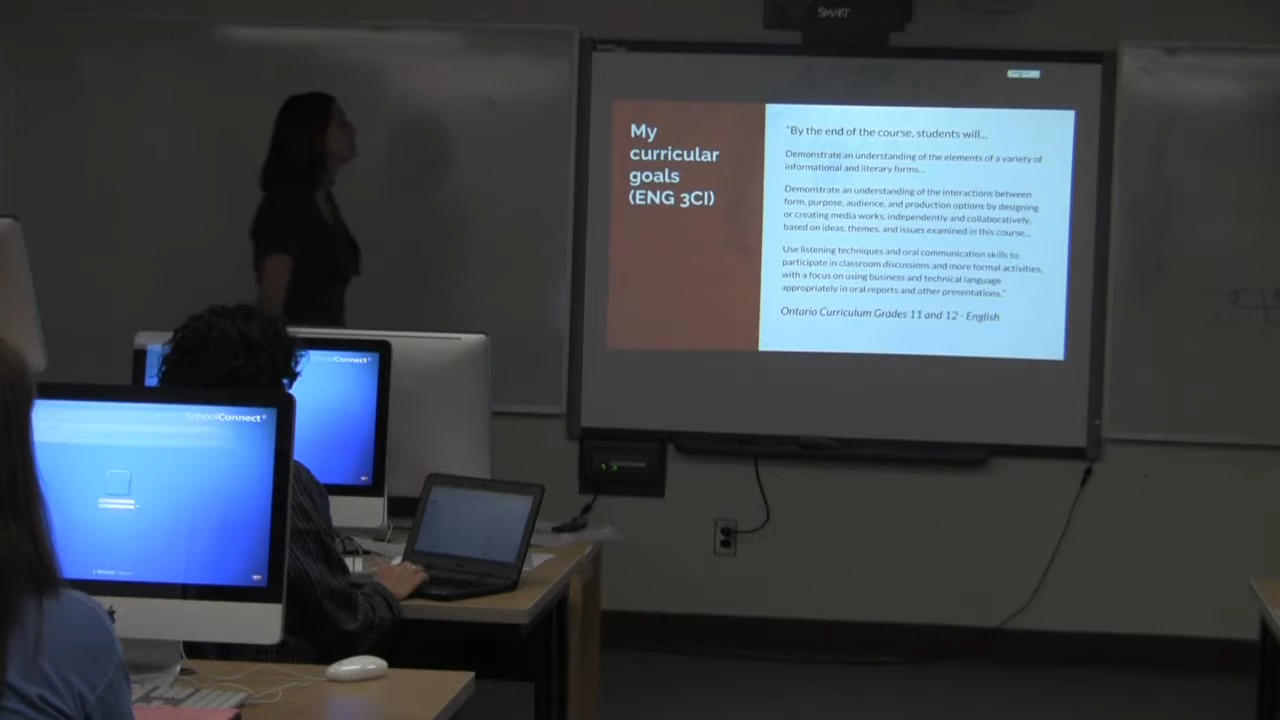 SMART
My
curricular
goals
(ENG 3CI)
"By the end of the course, students will...
Demonstrate an understanding of the elements of a variety of
informational and literary forms...
Demonstrate an understanding of the interactions between
form, purpose, audience, and production options by designing
or creating media works, independently and collaboratively,
based on ideas, themes, and issues examined in this course...
Use listening techniques and oral communication skills to
participate in classroom discussions and more formal activities,
with a focus on using business and technical language
appropriately in oral reports and other presentations."
Ontario Curriculum Grades 11 and 12 - English
SchoolConnect
SchoolConnect